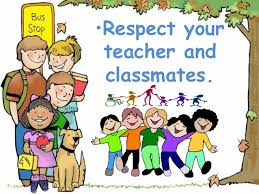 Bus
Stop
•Respect your
teacher and
classmates.